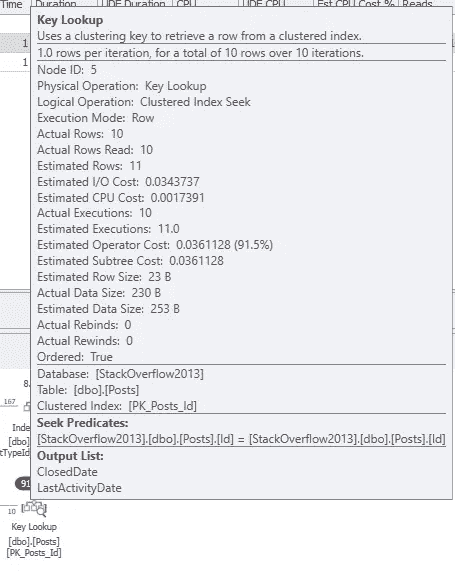 Time Duration UDF Duration CPU UDF CPU Est CPU Cost % Reads
Key Lookup
Uses a clustering key to retrieve a row from a clustered index.
1.0 rows per iteration, for a total of 10 rows over 10 iterations.
1
1
Node ID: 5
Physical Operation: Key Lookup
Logical Operation: Clustered Index Seek
Execution Mode: Row
Actual Rows: 10
Actual Rows Read: 10
Estimated Rows: 11
Estimated I/O Cost: 0.0343737
Estimated CPU Cost: 0.0017391
Actual Executions: 10
Estimated Executions: 11.0
Estimated Operator Cost: 0.0361128 (91.5%)
Estimated Subtree Cost: 0.0361128
Estimated Row Size: 23 B
Actual Data Size: 230 B
Estimated Data Size: 253 B
Actual Rebinds: 0
Actual Rewinds: 0
Ordered: True
Database: [StackOverflow2013]
Table: [dbo].[Posts]
Clustered Index: [PK_Posts_Id]
Seek Predicates:
[StackOverflow2013].[dbo].[Posts].[Id] = [StackOverflow2013].[dbo].[Posts].[Id]
Output List:
ClosedDate
LastActivityDate
8.
167
Inde
[dbo]
tTypeId
91
10
Key Lookup
[dbo].[Posts]
[PK_Posts_Id]